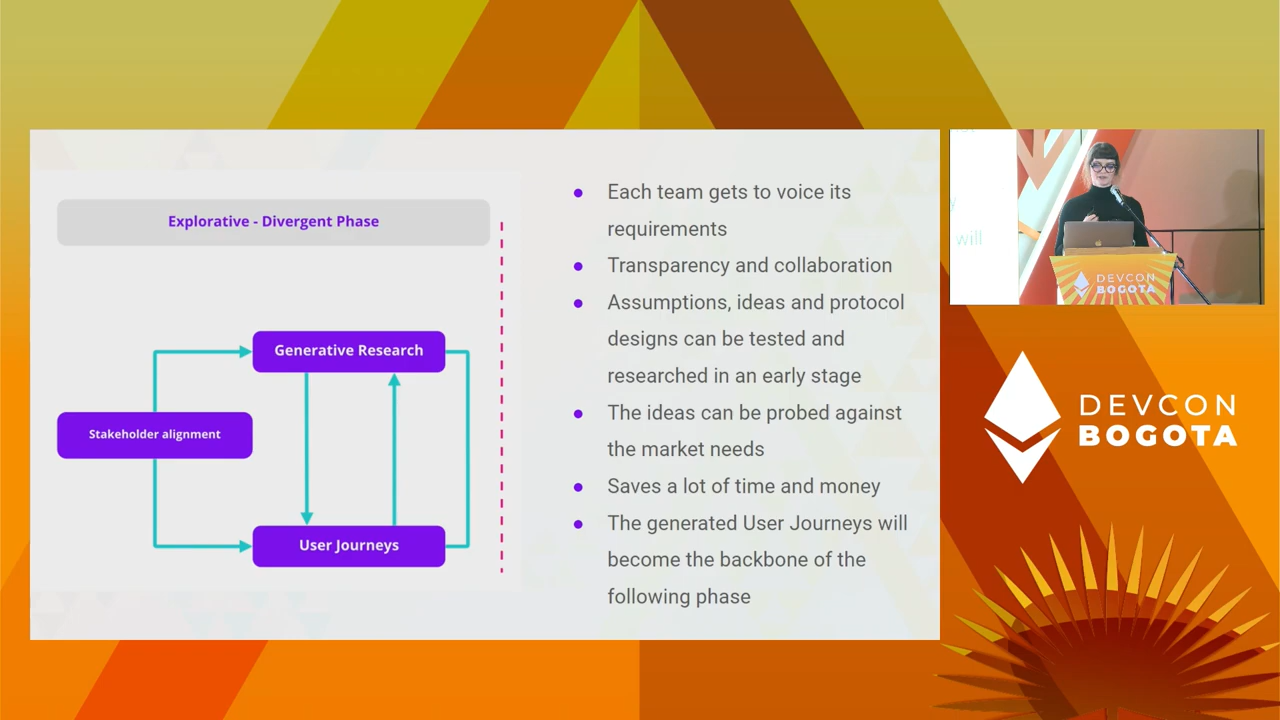 Explorative - Divergent Phase
Generative Research
Stakeholder alignment
User Journeys
Each team gets to voice its
requirements
Transparency and collaboration
Assumptions, ideas and protocol
designs can be tested and
researched in an early stage
The ideas can be probed against
the market needs
Saves a lot of time and money
The generated User Journeys will
become the backbone of the
following phase
will
DEVCON
BOGOTA
DEVCON
BOGOTA